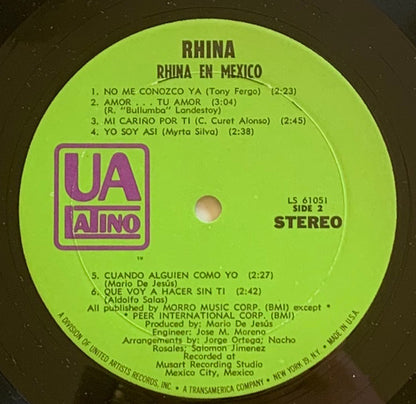 RHINA
RHINA EN MEXICO
1. NO ME CONOZCO YA (Tony Fergo) (2:23)
2. AMOR . . . TU AMOR (3:04)
(R. "Bullumba" Landestoy)
3. MI CARIÑO POR TI (C. Curet Alonso) (2:45)
4. YO SOY ASI (Myrta Silva) (2:38)
UA
LATINO
TM
LS 61051
SIDE 2
STEREO
5. CUANDO ALGUIEN COMO YO (2:27)
(Mario De Jesús)
*6. QUE VOY A HACER SIN TI (2:42)
(Aldolfo Salas)
All published by MORRO MUSIC CORP. (BMI) except *
* PEER INTERNATIONAL CORP. (BMI)
Produced by: Mario De Jesús
Engineer: Jose M. Moreno
Arrangements by: Jorge Ortega; Nacho
Rosales; Salomon Jimenez
Recorded at
Musart Recording Studio
Mexico City, Mexico
A DIVISION OF UNITED ARTISTS RECORDS, INC. • A TRANSAMERICA COMPANY • NEW YORK 19, N.Y. • MADE IN U.S.A.